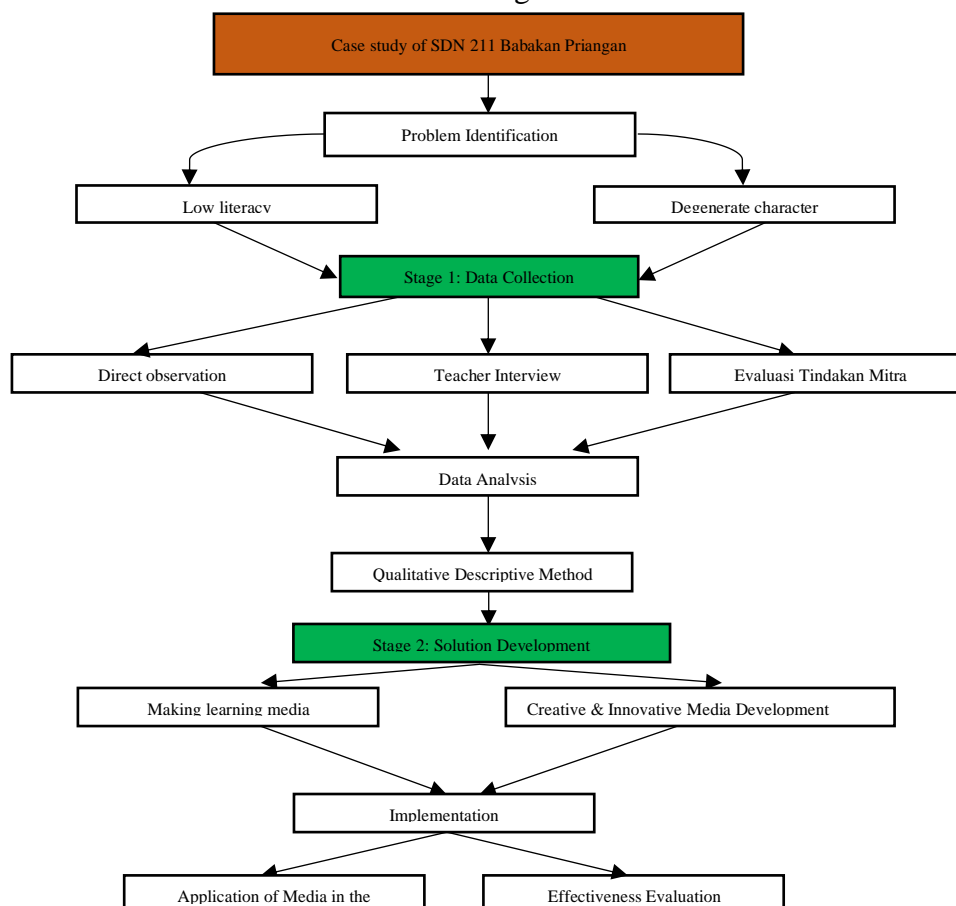 Case study of SDN 211 Babakan Priangan
Problem Identification
Low literacy
Degenerate character
Stage 1: Data Collection
Direct observation
Teacher Interview
Evaluasi Tindakan Mitra
Data Analysis
Qualitative Descriptive Method
Stage 2: Solution Development
Making learning media
Creative & Innovative Media Development
Implementation
Application of Media in the
Effectiveness Evaluation